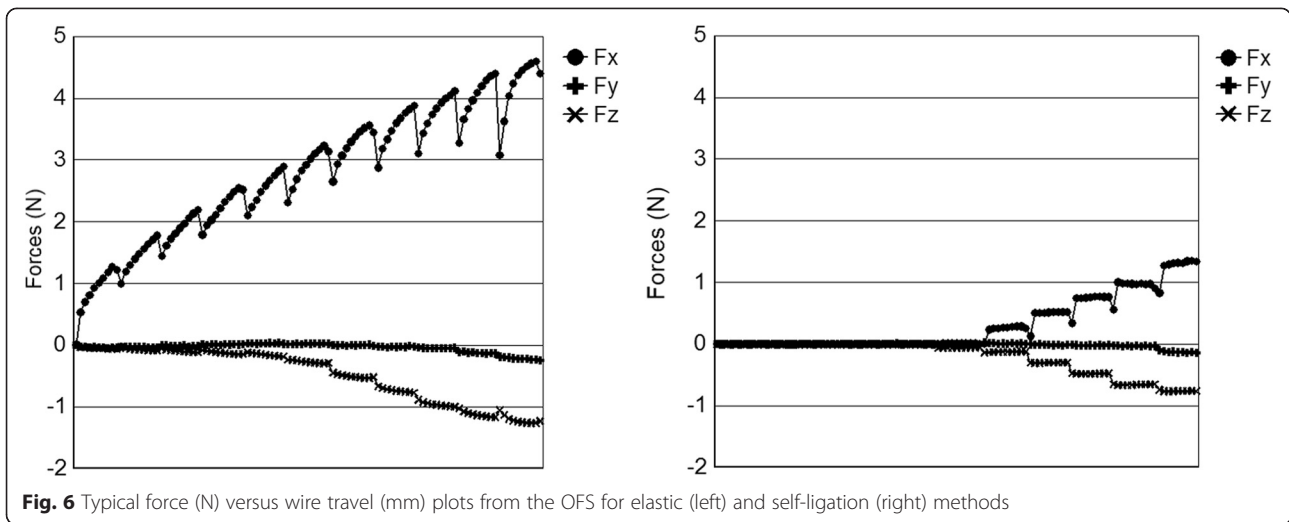 5
4
3
2
1
0
-1
-2
Forces (N)
Fx
Fy
Fz
5
4
3
2
1
0
-1
-2
Forces (N)
Fx
Fy
Fz
Fig. 6 Typical force (N) versus wire travel (mm) plots from the OFS for elastic (left) and self-ligation (right) methods